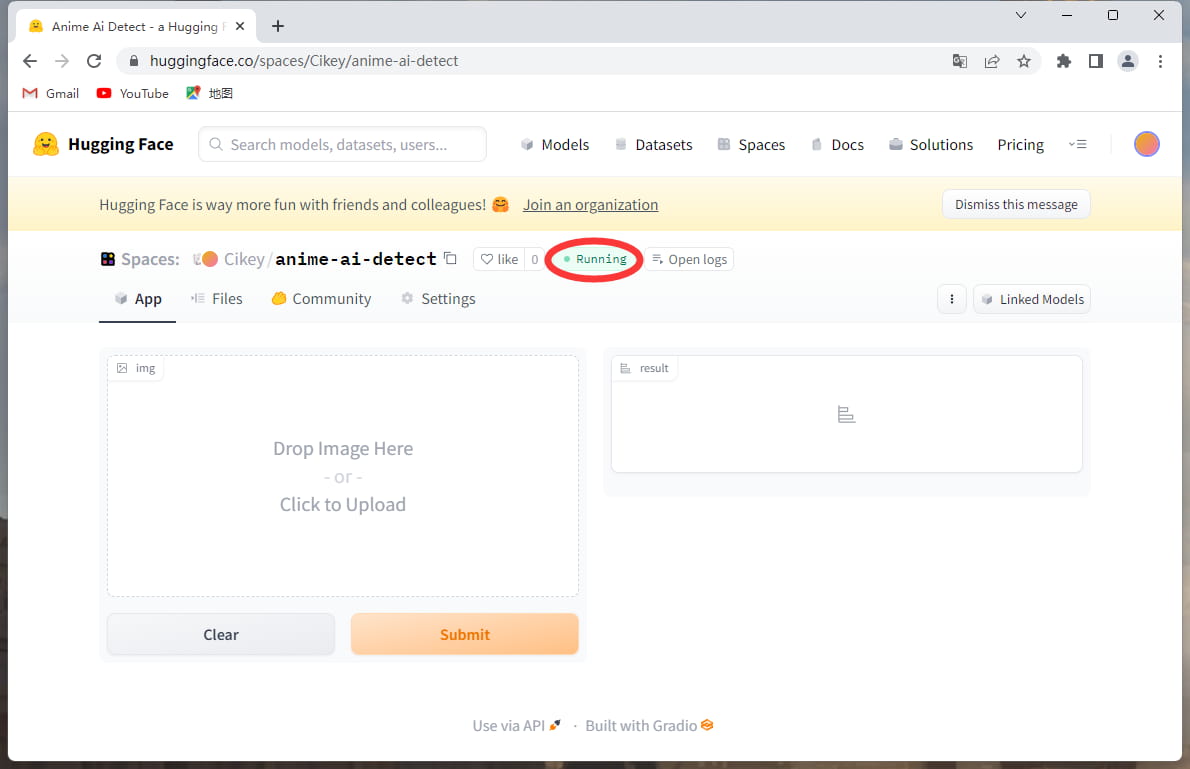 Anime Ai Detect - a Hugging F
huggingface.co/spaces/Cikey/anime-ai-detect
Gmail YouTube 地图
Hugging Face Search models, datasets, users... Models Datasets Spaces Docs Solutions Pricing
Hugging Face is way more fun with friends and colleagues! 🤗 Join an organization Dismiss this message
Spaces: Cikey/anime-ai-detect like 0 Running Open logs
App Files Community Settings Linked Models
img result
Drop Image Here
- or -
Click to Upload
Clear Submit
Use via API 🚀 · Built with Gradio